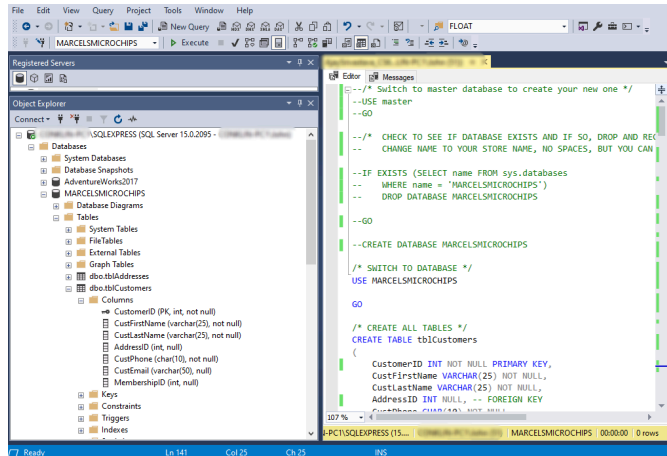 File Edit View Query Project Tools Window Help
New Query FLOAT
MARCELSMICROCHIPS Execute
Registered Servers
Editor Messages
Object Explorer
Connect
\SQLEXPRESS (SQL Server 15.0.2095 -
Databases
System Databases
Database Snapshots
AdventureWorks2017
MARCELSMICROCHIPS
Database Diagrams
Tables
System Tables
FileTables
External Tables
Graph Tables
dbo.tblAddresses
dbo.tblCustomers
Columns
CustomerID (PK, int, not null)
CustFirstName (varchar(25), not null)
CustLastName (varchar(25), not null)
AddressID (int, null)
CustPhone (char(10), not null)
CustEmail (varchar(50), null)
MembershipID (int, null)
Keys
Constraints
Triggers
Indexes
--/* Switch to master database to create your new one */
--USE master
--GO
--/* CHECK TO SEE IF DATABASE EXISTS AND IF SO, DROP AND REC
-- CHANGE NAME TO YOUR STORE NAME, NO SPACES, BUT YOU CAN
--IF EXISTS (SELECT name FROM sys.databases
-- WHERE name = 'MARCELSMICROCHIPS')
-- DROP DATABASE MARCELSMICROCHIPS
--GO
--CREATE DATABASE MARCELSMICROCHIPS
/* SWITCH TO DATABASE */
USE MARCELSMICROCHIPS
GO
/* CREATE ALL TABLES */
CREATE TABLE tblCustomers
(
CustomerID INT NOT NULL PRIMARY KEY,
CustFirstName VARCHAR(25) NOT NULL,
CustLastName VARCHAR(25) NOT NULL,
AddressID INT NULL, -- FOREIGN KEY
CustPhone CHAR(10) NOT NULL,
107 %
N-PC1\SQLEXPRESS (15.... MARCELSMICROCHIPS 00:00:00 0 rows
Ready Ln 141 Col 25 Ch 25 INS